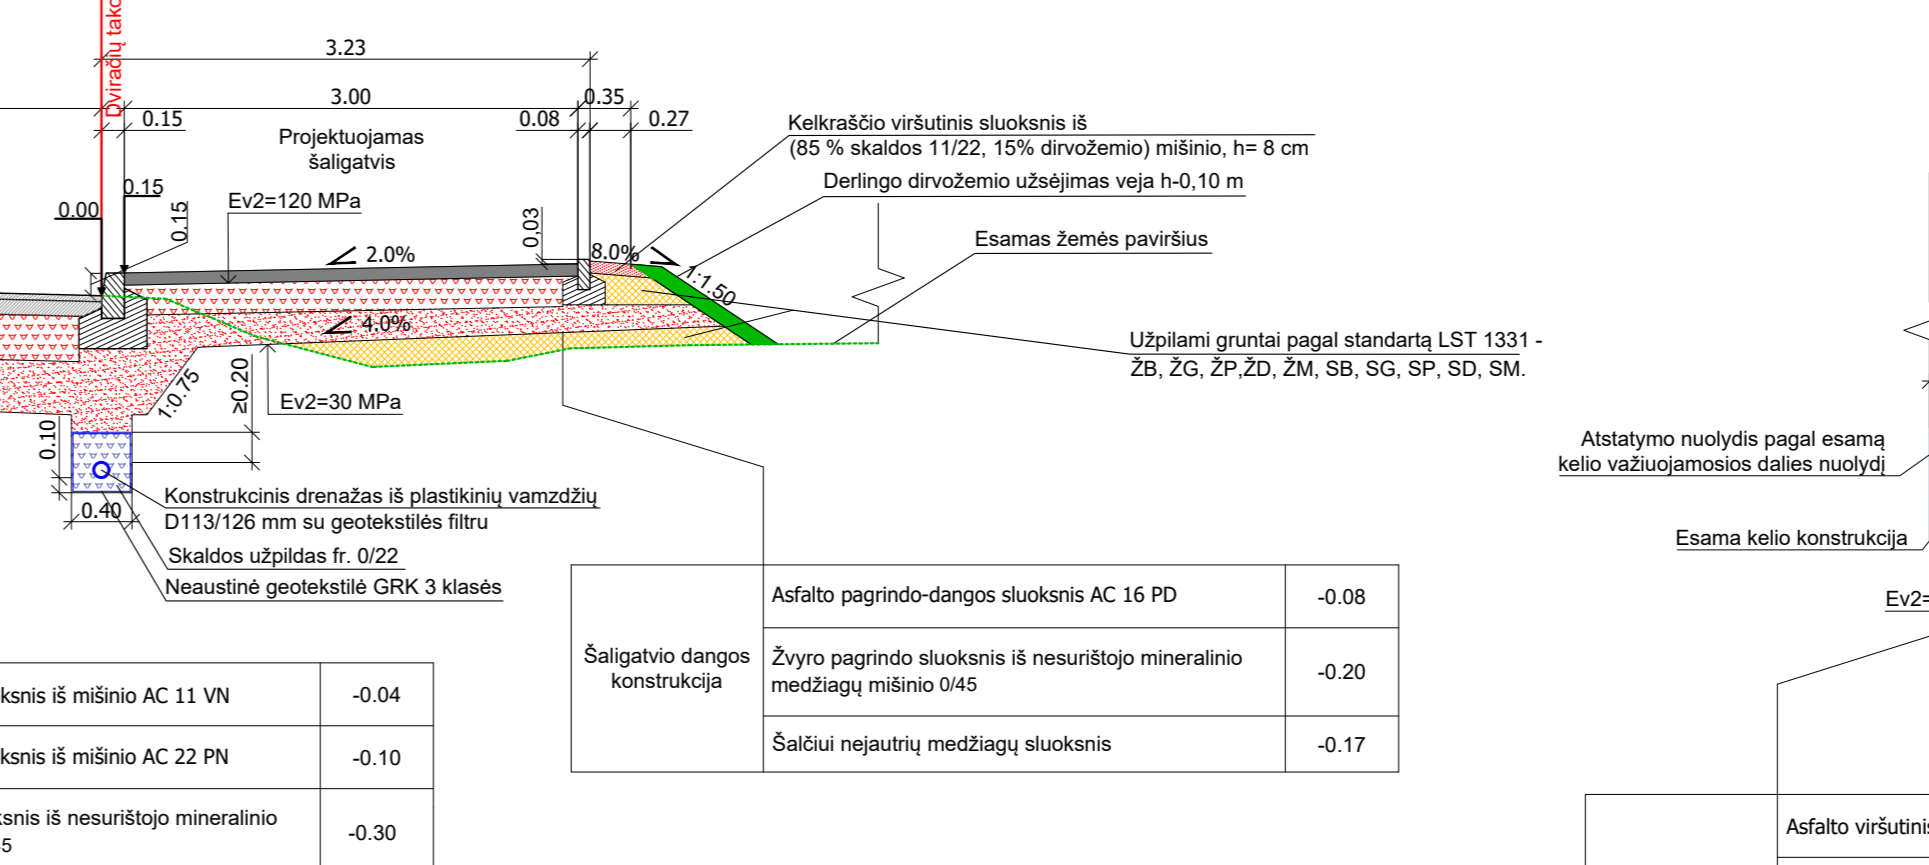 Dviračių tako
3.23
3.00
0.35
0.15
0.08
0.27
Projektuojamas
šaligatvis
Kelkraščio viršutinis sluoksnis iš
(85 % skaldos 11/22, 15% dirvožemio) mišinio, h= 8 cm
Derlingo dirvožemio užsėjimas veja h-0,10 m
0.15
0.00
0.15
Ev2=120 MPa
0,03
2.0%
8.0%
1:1.50
Esamas žemės paviršius
4.0%
Užpilami gruntai pagal standartą LST 1331 -
ŽB, ŽG, ŽP,ŽD, ŽM, SB, SG, SP, SD, SM.
1:0.75
≥0.20
Ev2=30 MPa
0.10
0.40
Konstrukcinis drenažas iš plastikinių vamzdžių
D113/126 mm su geotekstilės filtru
Skaldos užpildas fr. 0/22
Neaustinė geotekstilė GRK 3 klasės
Atstatymo nuolydis pagal esamą
kelio važiuojamosios dalies nuolydį
Esama kelio konstrukcija
Ev2=
Šaligatvio dangos
konstrukcija
Asfalto pagrindo-dangos sluoksnis AC 16 PD
-0.08
Žvyro pagrindo sluoksnis iš nesurištojo mineralinio
medžiagų mišinio 0/45
-0.20
Šalčiui nejautrių medžiagų sluoksnis
-0.17
ksnis iš mišinio AC 11 VN
-0.04
ksnis iš mišinio AC 22 PN
-0.10
ksnis iš nesurištojo mineralinio
45
-0.30
Asfalto viršutinis